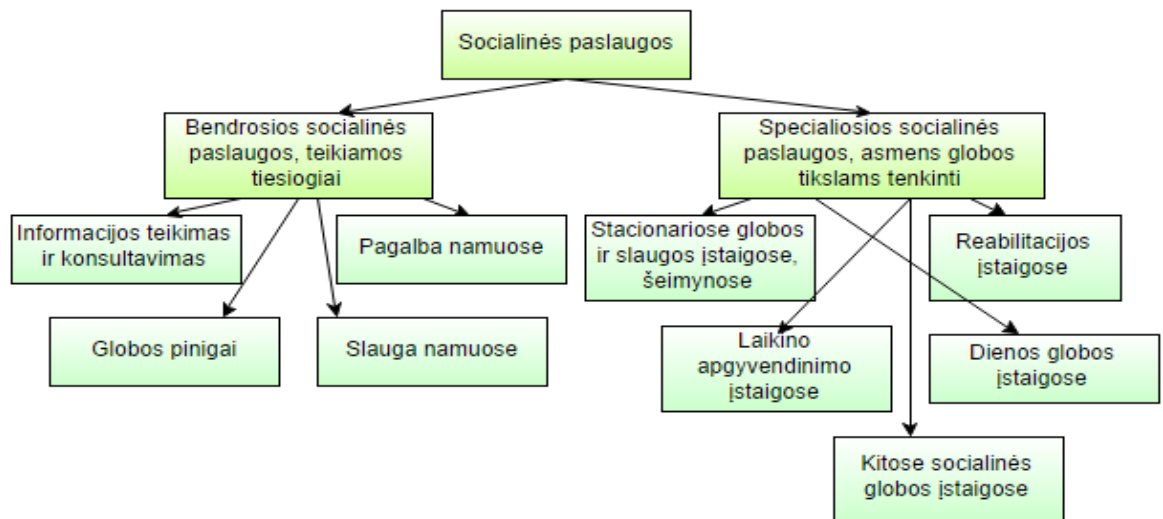 Socialinės paslaugos
Bendrosios socialinės
paslaugos, teikiamos
tiesiogiai
Specialiosios socialinės
paslaugos, asmens globos
tikslams tenkinti
Informacijos teikimas
ir konsultavimas
Pagalba namuose
Stacionariose globos
ir slaugos įstaigose,
šeimynose
Reabilitacijos
įstaigose
Globos pinigai
Slauga namuose
Laikino
apgyvendinimo
įstaigose
Dienos globos
įstaigose
Kitose socialinės
globos įstaigose